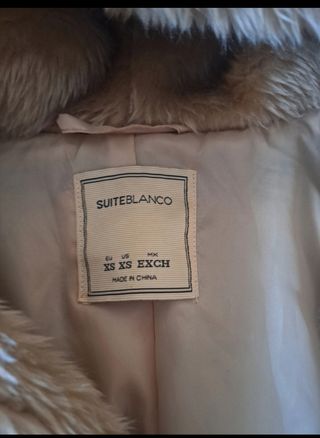 SUITEBLANCO
EU US MX
XS XS EXCH
MADE IN CHINA